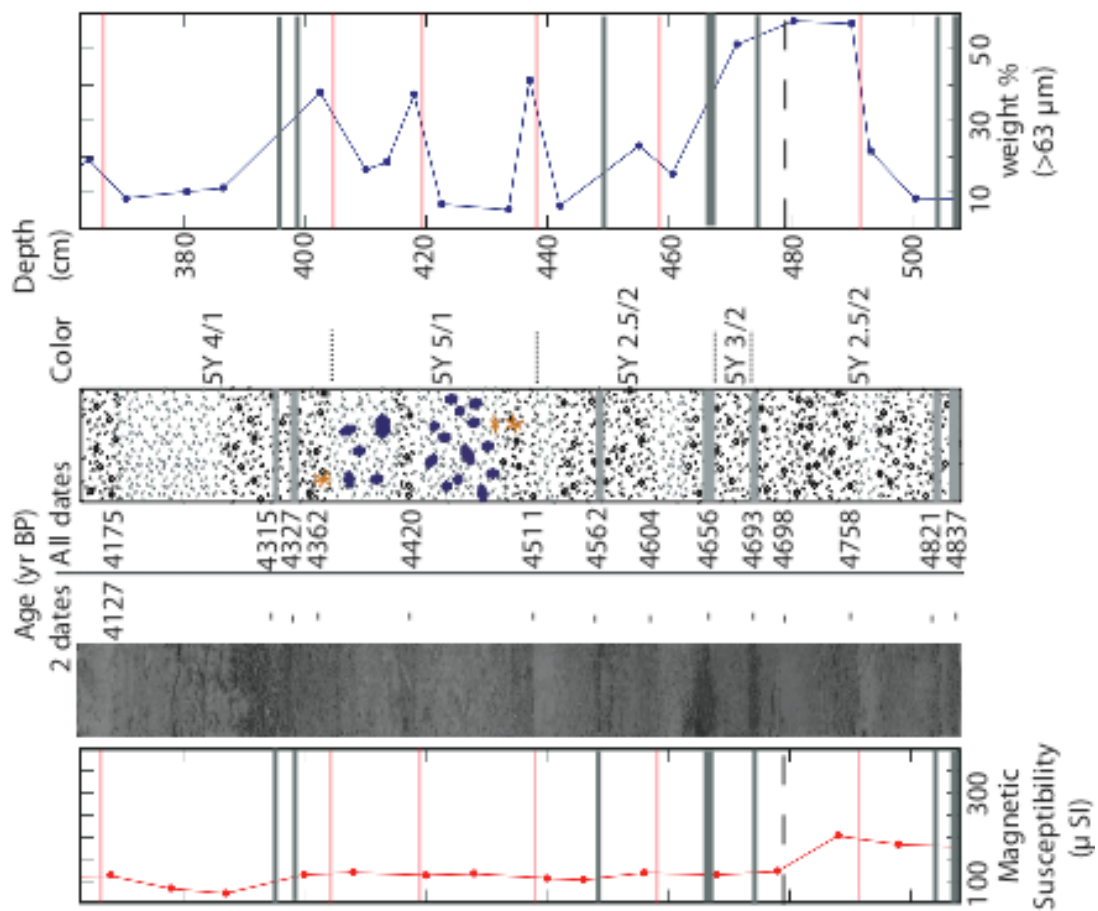 Depth
(cm)
380
400
420
440
460
480
500
10
30
50
weight %
(>63 µm)
Color
5Y 4/1
5Y 5/1
5Y 2.5/2
5Y 3/2
5Y 2.5/2
Age (yr BP)
2 dates
All dates
4127
4175
4315
4327
4362
4420
4511
4562
4604
4656
4693
4698
4758
4821
4837
100
300
Magnetic
Susceptibility
(µ SI)